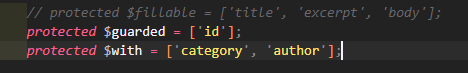 // protected $fillable = ['title', 'excerpt', 'body'];
protected $guarded = ['id'];
protected $with = ['category', 'author'];